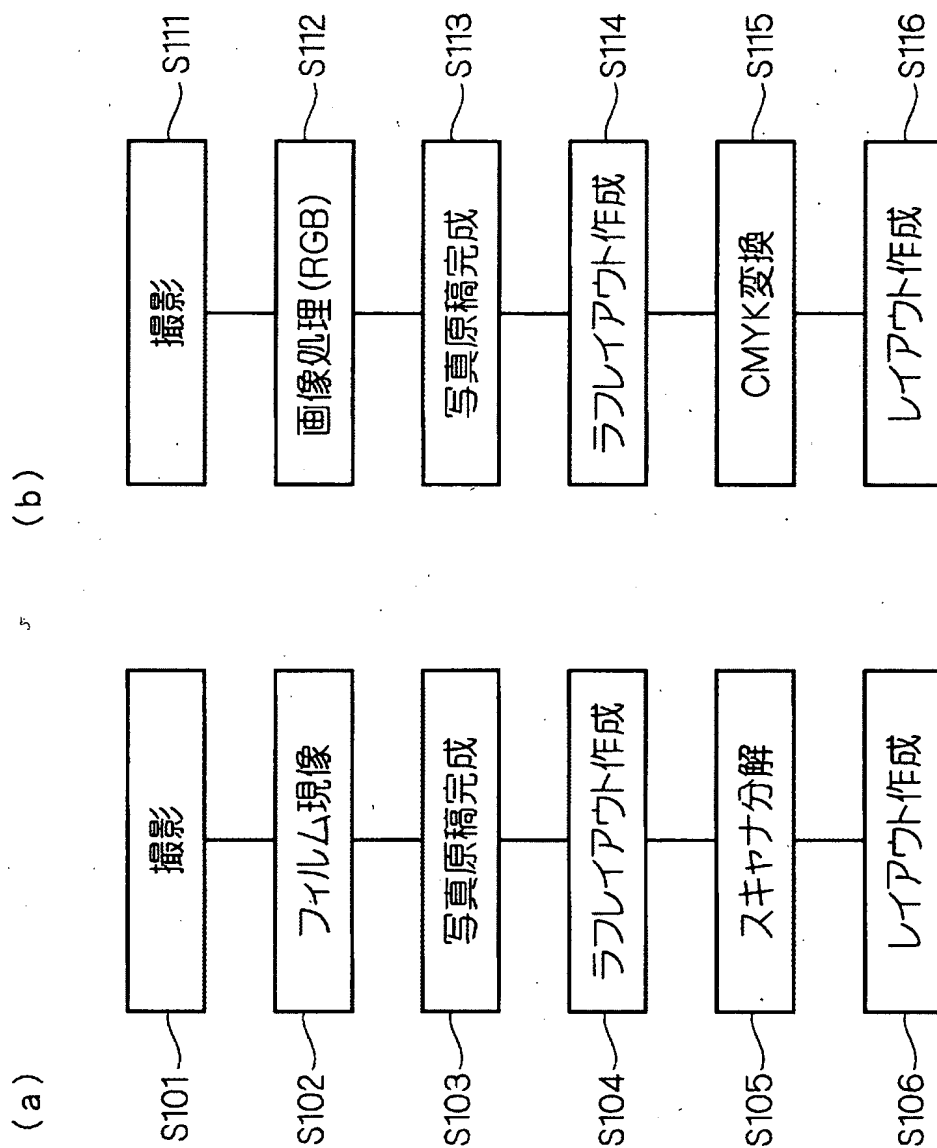 (a)
S101 撮影
S102 フィルム現像
S103 写真原稿完成
S104 ラフレイアウト作成
S105 スキャナ分解
S106 レイアウト作成
(b)
撮影 S111
画像処理(RGB) S112
写真原稿完成 S113
ラフレイアウト作成 S114
CMYK変換 S115
レイアウト作成 S116